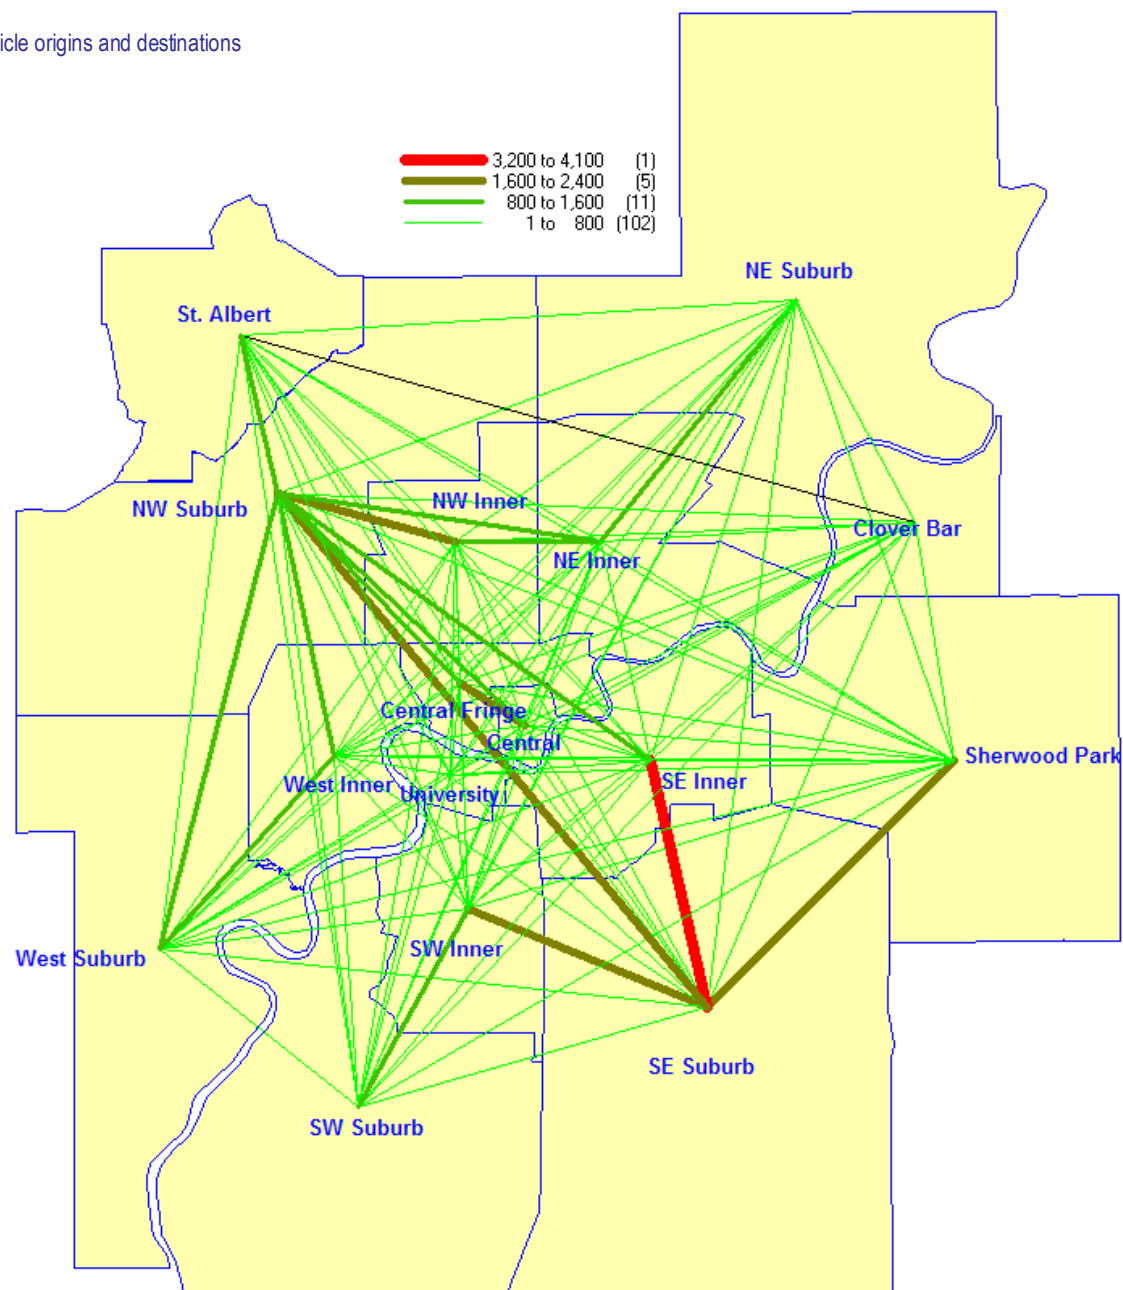 icle origins and destinations
3,200 to 4,100 (1)
1,600 to 2,400 (5)
800 to 1,600 (11)
1 to 800 (102)
NE Suburb
St. Albert
NW Inner
NW Suburb
Clover Bar
NE Inner
Central Fringe
Central
Sherwood Park
West Inner
University
SE Inner
SW Inner
West Suburb
SE Suburb
SW Suburb